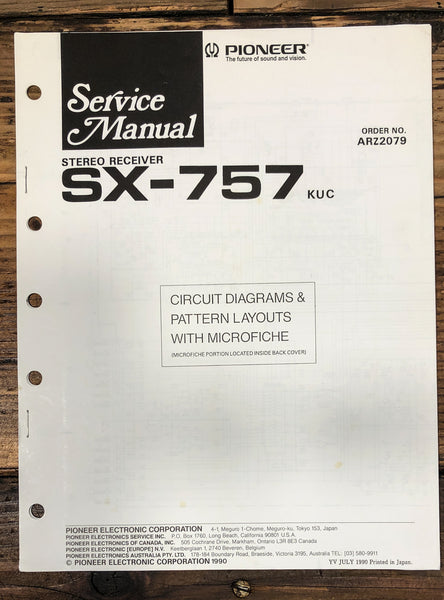 PIONEER®
The future of sound and vision.
Service
Manual
ORDER NO.
ARZ2079
STEREO RECEIVER
SX-757 KUC
CIRCUIT DIAGRAMS &
PATTERN LAYOUTS
WITH MICROFICHE
(MICROFICHE PORTION LOCATED INSIDE BACK COVER)
PIONEER ELECTRONIC CORPORATION 4-1, Meguro 1-Chome, Meguro-ku, Tokyo 153, Japan
PIONEER ELECTRONICS SERVICE INC. P.O. Box 1760, Long Beach, California 90801 U.S.A.
PIONEER ELECTRONICS OF CANADA, INC. 505 Cochrane Drive, Markham, Ontario L3R 8E3 Canada
PIONEER ELECTRONIC [EUROPE] N.V. Keetberglaan 1, 2740 Beveren, Belgium
PIONEER ELECTRONICS AUSTRALIA PTY. LTD. 178-184 Boundary Road, Braeside, Victoria 3195, Australia TEL: [03] 580-9911
© PIONEER ELECTRONIC CORPORATION 1990 YV JULY 1990 Printed in Japan.